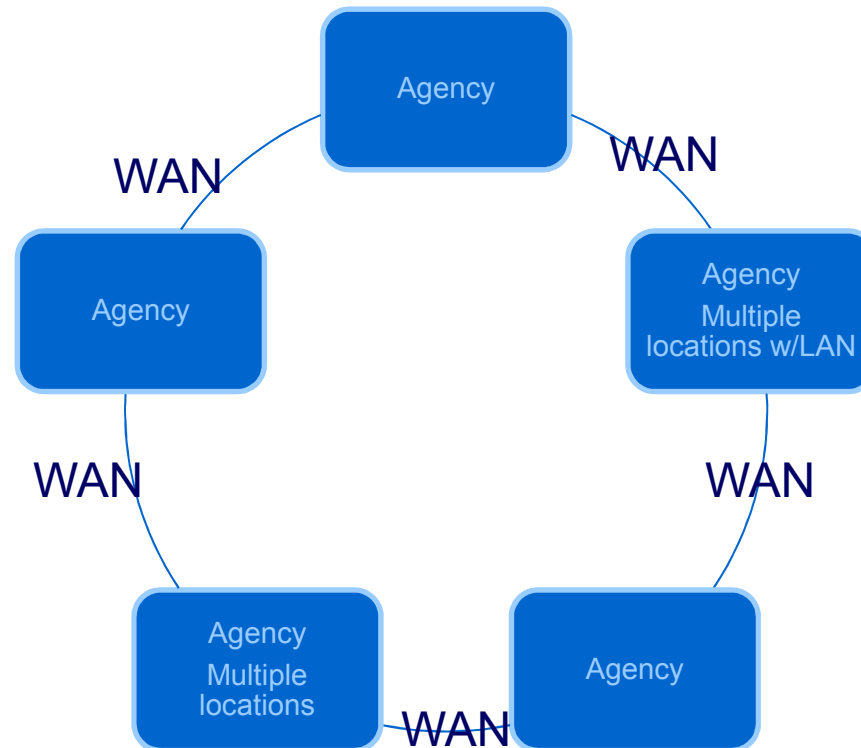 Agency
WAN
WAN
Agency
Multiple
locations w/LAN
Agency
WAN
WAN
Agency
Multiple
locations
Agency
WAN